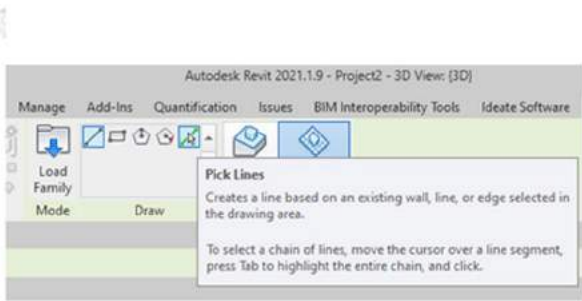 Autodesk Revit 2021.1.9 - Project2 - 3D View: {3D}
Manage Add-Ins Quantification Issues BIM Interoperability Tools Ideate Software
Load
Family
Mode Draw
Pick Lines
Creates a line based on an existing wall, line, or edge selected in
the drawing area.
To select a chain of lines, move the cursor over a line segment,
press Tab to highlight the entire chain, and click.